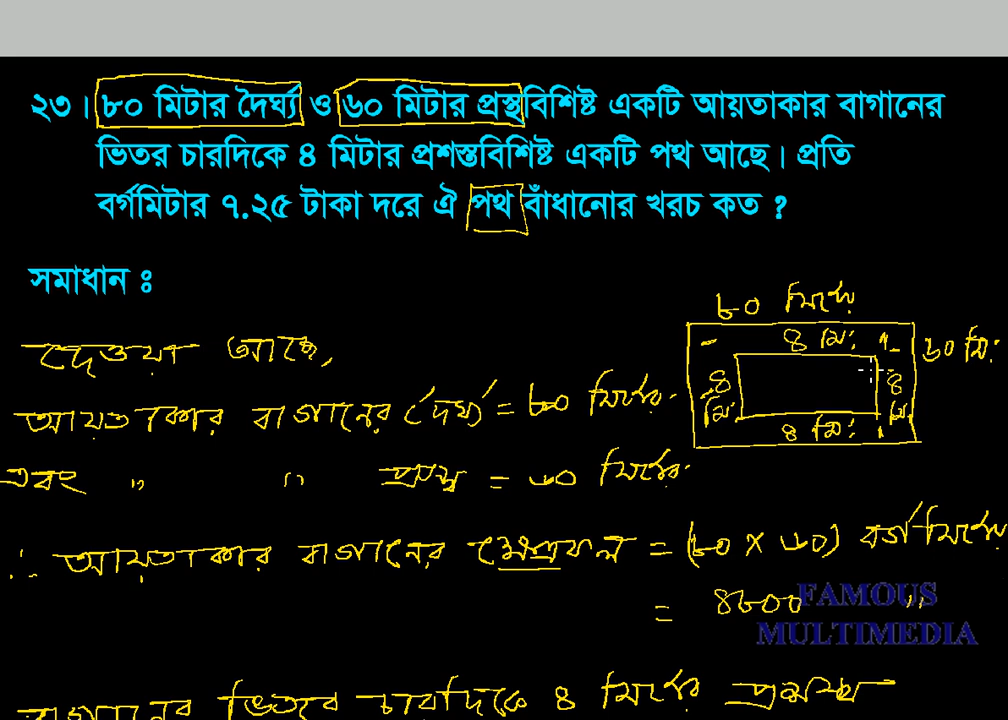 ২৩। ৮০ মিটার দৈর্ঘ্য ও ৬০ মিটার প্রস্থবিশিষ্ট একটি আয়তাকার বাগানের
ভিতর চারদিকে ৪ মিটার প্রশস্তবিশিষ্ট একটি পথ আছে। প্রতি
বর্গমিটার ৭.২৫ টাকা দরে ঐ পথ বাঁধানোর খরচ কত ?
সমাধান ঃ
৮০ মিটার
৪ মি:
৬০ মি:
৪ মি:
৪ মি:
৪ মি:
দেওয়া আছে,
আয়তাকার বাগানের দৈর্ঘ্য = ৮০ মিটার
এবং " " প্রস্থ = ৬০ মিটার
∴ আয়তাকার বাগানের ক্ষেত্রফল = (৮০ × ৬০) বর্গ মিটার
= ৪৮০০ "
FAMOUS
MULTIMEDIA
বাগানের ভিতরে চারদিকে ৪ মিটার